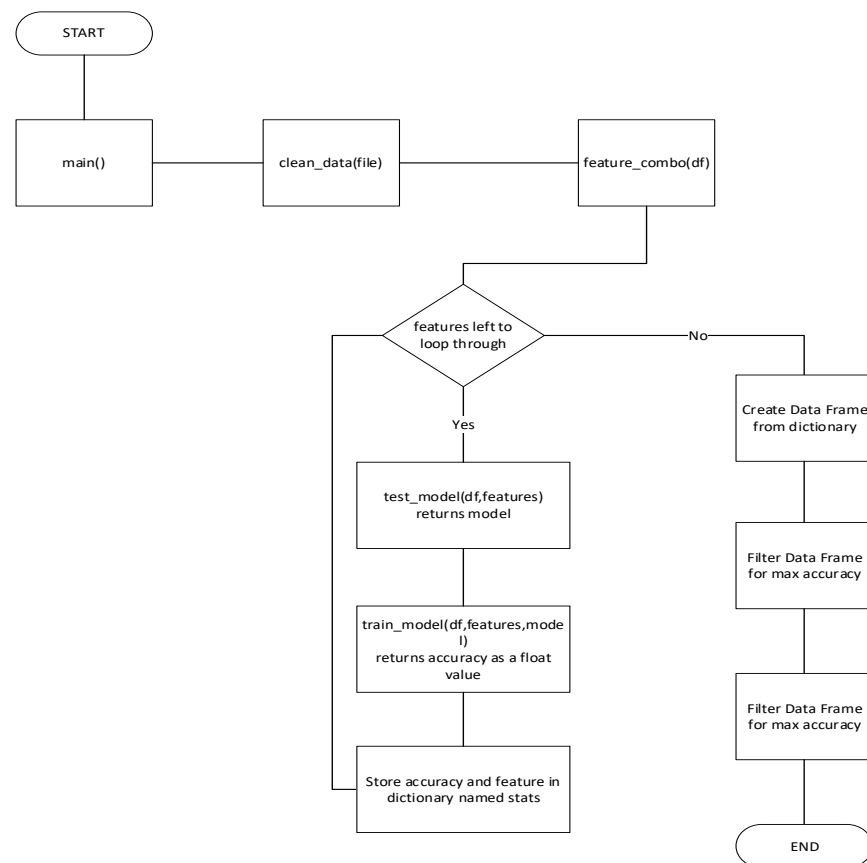 START
main()
clean_data(file)
feature_combo(df)
features left to
loop through
No
Yes
Create Data Frame
from dictionary
test_model(df,features)
returns model
Filter Data Frame
for max accuracy
train_model(df,features,mode
l)
returns accuracy as a float
value
Filter Data Frame
for max accuracy
Store accuracy and feature in
dictionary named stats
END